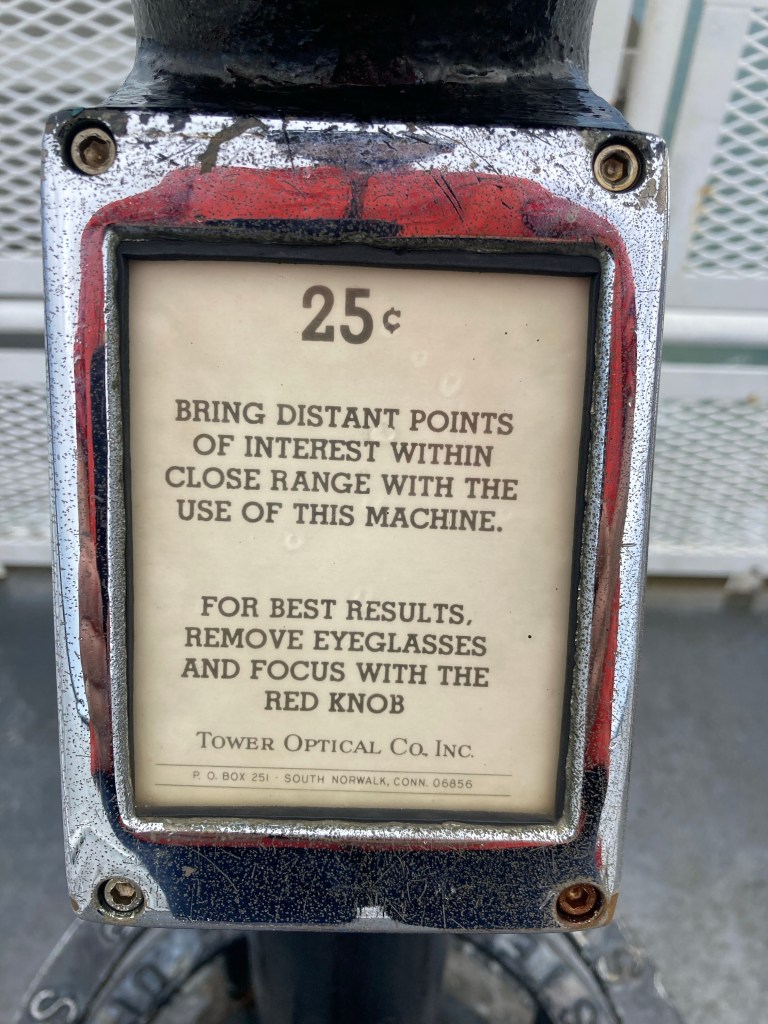 25¢
BRING DISTANT POINTS
OF INTEREST WITHIN
CLOSE RANGE WITH THE
USE OF THIS MACHINE.
FOR BEST RESULTS,
REMOVE EYEGLASSES
AND FOCUS WITH THE
RED KNOB
TOWER OPTICAL CO. INC.
P. O. BOX 251 · SOUTH NORWALK, CONN. 06856